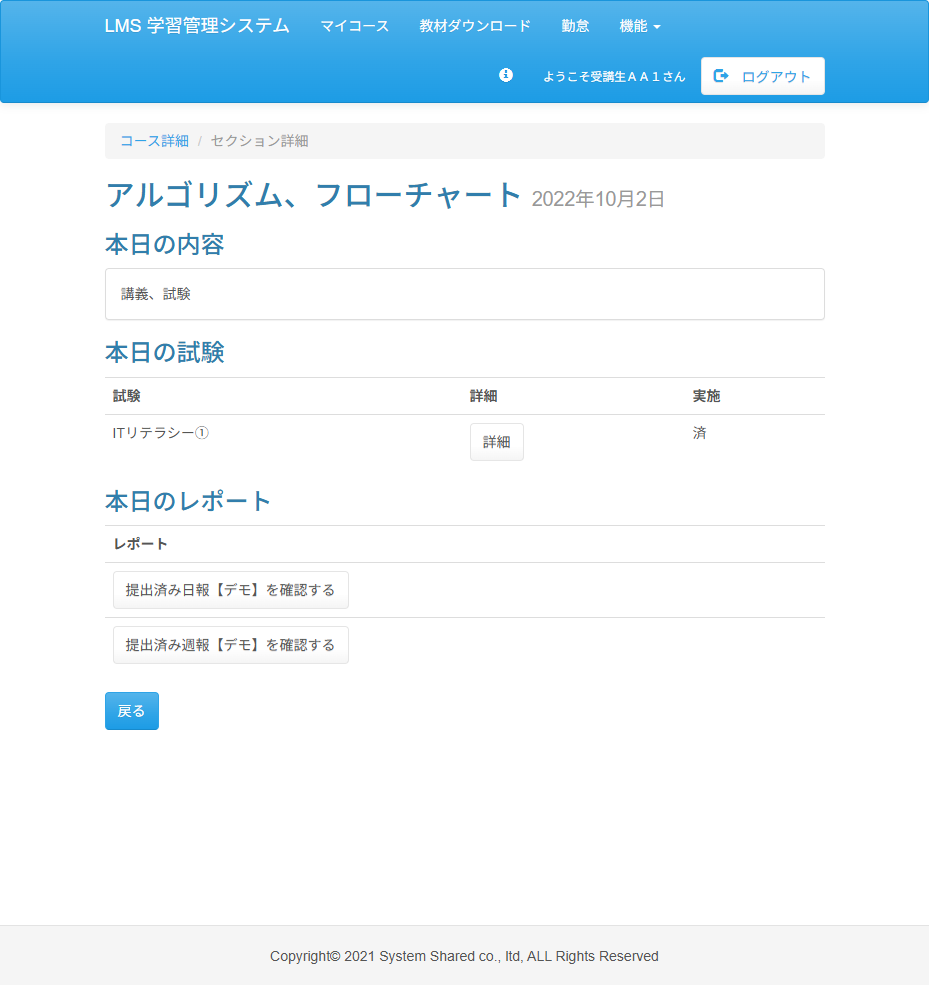 LMS 学習管理システム マイコース 教材ダウンロード 勤怠 機能
ようこそ受講生ＡＡ１さん ログアウト
コース詳細 / セクション詳細
アルゴリズム、フローチャート 2022年10月2日
本日の内容
講義、試験
本日の試験
試験 詳細 実施
ITリテラシー① 詳細 済
本日のレポート
レポート
提出済み日報【デモ】を確認する
提出済み週報【デモ】を確認する
戻る
Copyright© 2021 System Shared co., ltd, ALL Rights Reserved